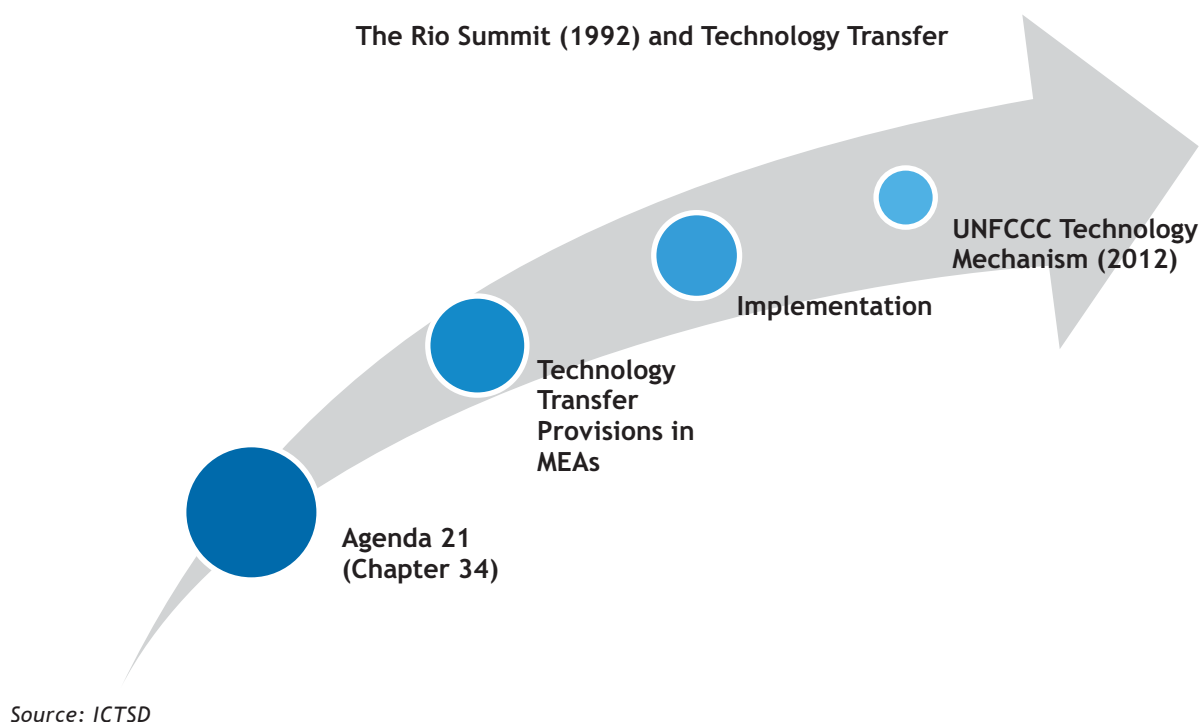 The Rio Summit (1992) and Technology Transfer
UNFCCC Technology
Mechanism (2012)
Implementation
Technology
Transfer
Provisions in
MEAs
Agenda 21
(Chapter 34)
Source: ICTSD